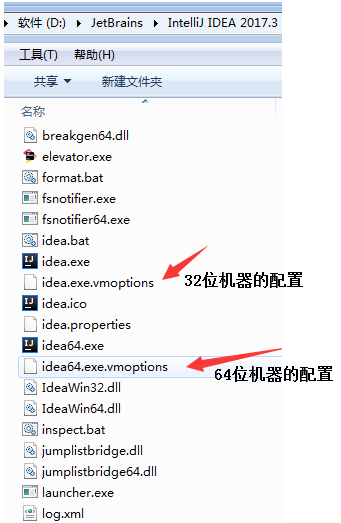 软件 (D:) ▸ JetBrains ▸ IntelliJ IDEA 2017.3
工具(T) 帮助(H)
共享 新建文件夹
名称
breakgen64.dll
elevator.exe
format.bat
fsnotifier.exe
fsnotifier64.exe
idea.bat
idea.exe
idea.exe.vmoptions
32位机器的配置
idea.ico
idea.properties
idea64.exe
idea64.exe.vmoptions
64位机器的配置
IdeaWin32.dll
IdeaWin64.dll
inspect.bat
jumplistbridge.dll
jumplistbridge64.dll
launcher.exe
log.xml